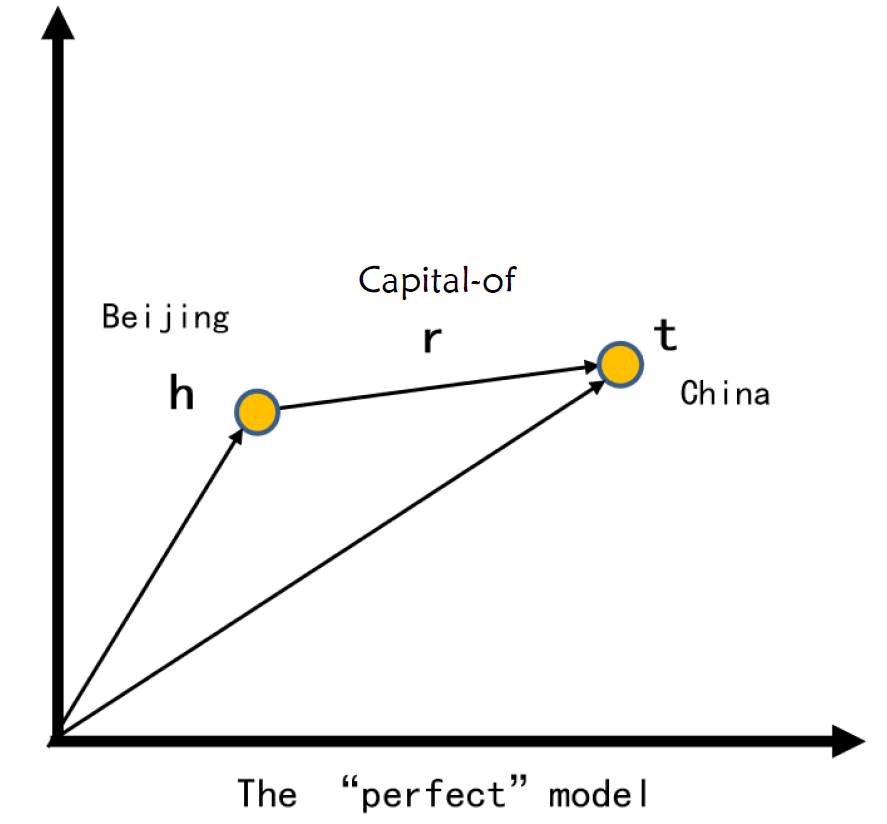 Capital-of
Beijing
r
t
h
China
The “perfect” model